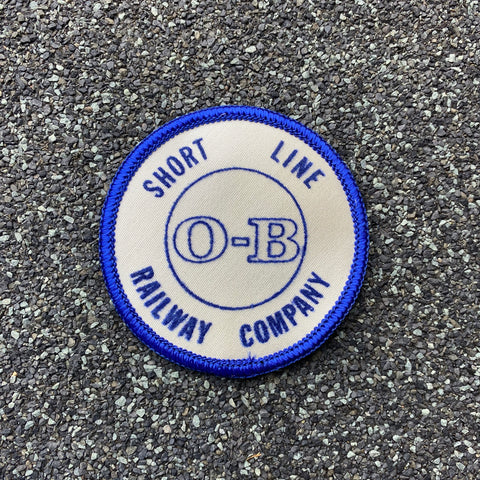 SHORT LINE
O-B
RAILWAY COMPANY